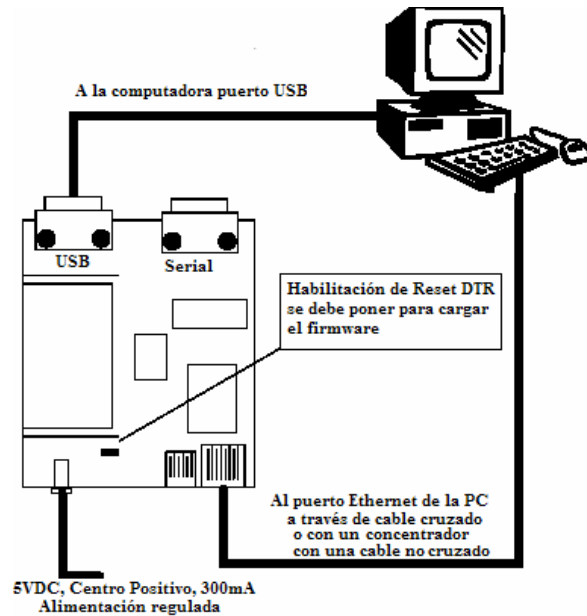 A la computadora puerto USB
USB
Serial
Habilitación de Reset DTR
se debe poner para cargar
el firmware
Al puerto Ethernet de la PC
a través de cable cruzado
o con un concentrador
con una cable no cruzado
5VDC, Centro Positivo, 300mA
Alimentación regulada